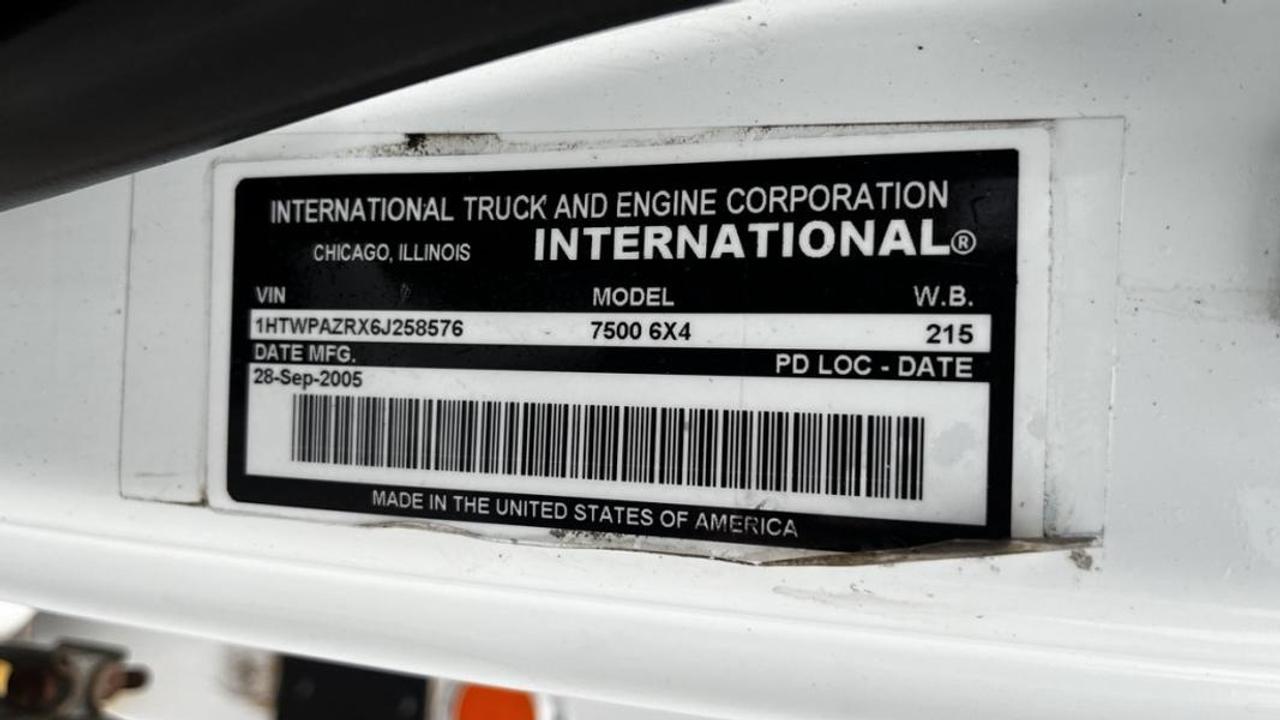 INTERNATIONAL TRUCK AND ENGINE CORPORATION
CHICAGO, ILLINOIS INTERNATIONAL®
VIN MODEL W.B.
1HTWPAZRX6J258576 7500 6X4 215
DATE MFG. PD LOC - DATE
28-Sep-2005
MADE IN THE UNITED STATES OF AMERICA